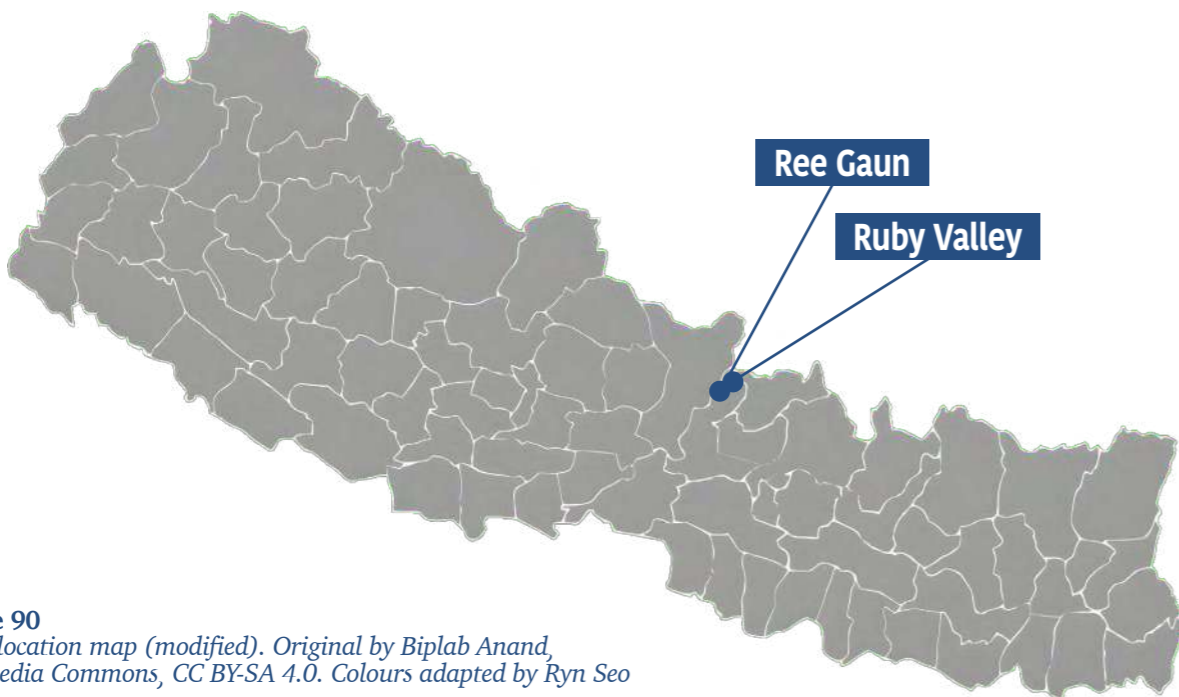 Ree Gaun
Ruby Valley
90
location map (modified). Original by Biplab Anand,
Commons, CC BY-SA 4.0. Colours adapted by Ryn Seo